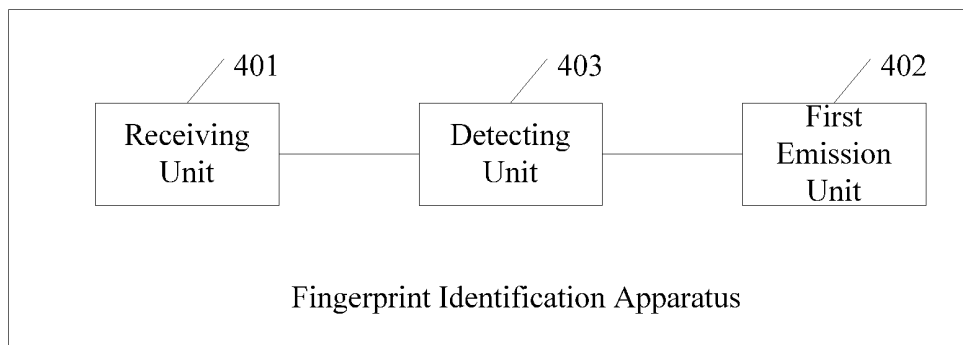 401
403
402
Receiving
Unit
Detecting
Unit
First
Emission
Unit
Fingerprint Identification Apparatus